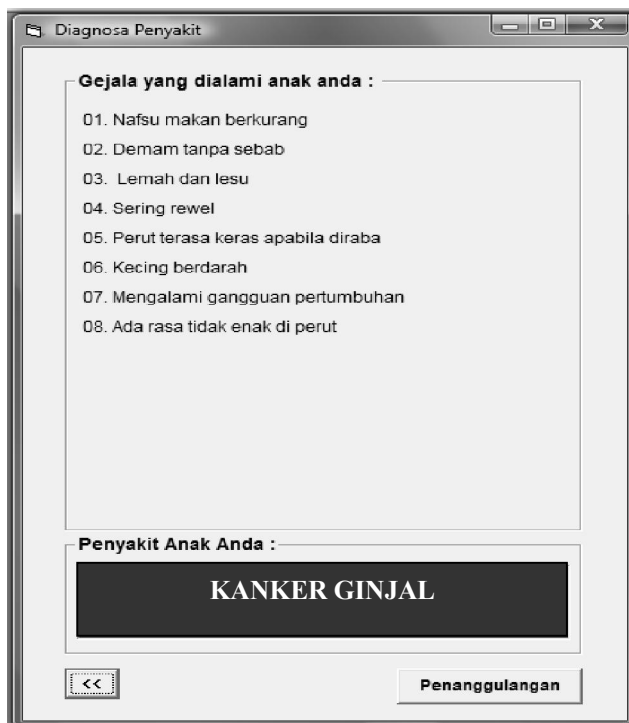 Diagnosa Penyakit
Gejala yang dialami anak anda :
01. Nafsu makan berkurang
02. Demam tanpa sebab
03. Lemah dan lesu
04. Sering rewel
05. Perut terasa keras apabila diraba
06. Kecing berdarah
07. Mengalami gangguan pertumbuhan
08. Ada rasa tidak enak di perut
Penyakit Anak Anda :
KANKER GINJAL
<<
Penanggulangan